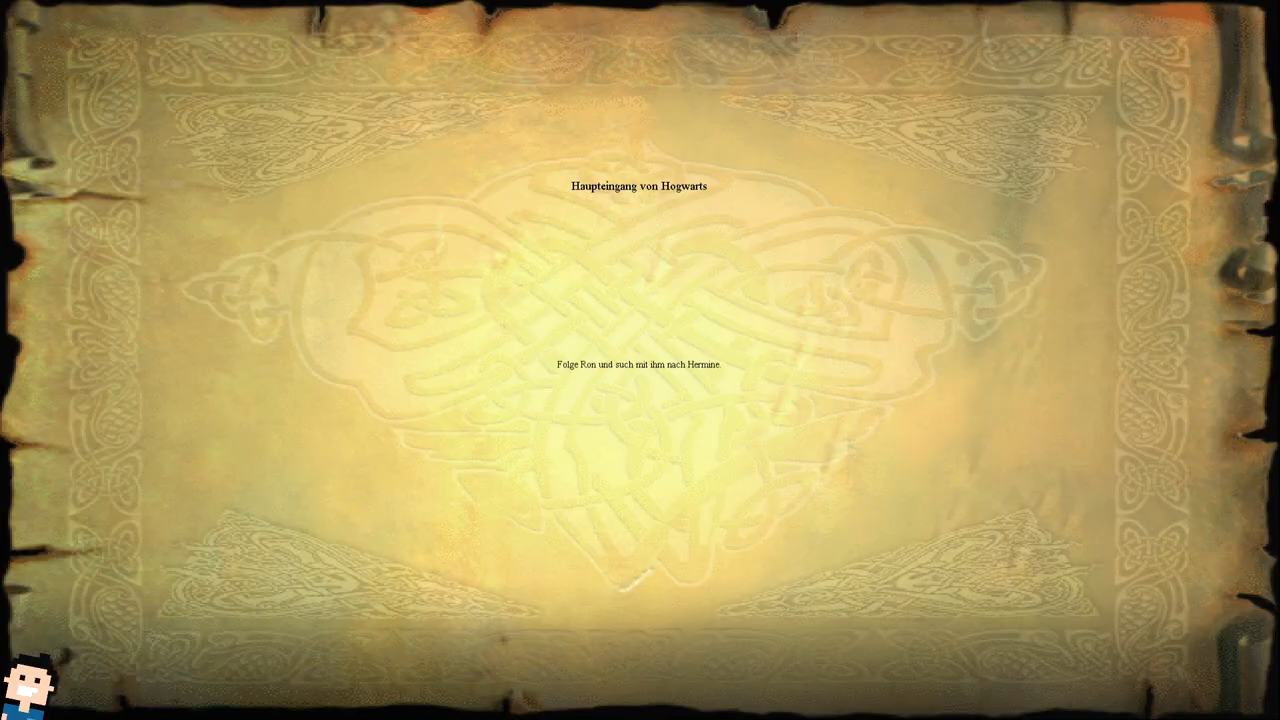 Haupteingang von Hogwarts
Folge Ron und such mit ihm nach Hermine.